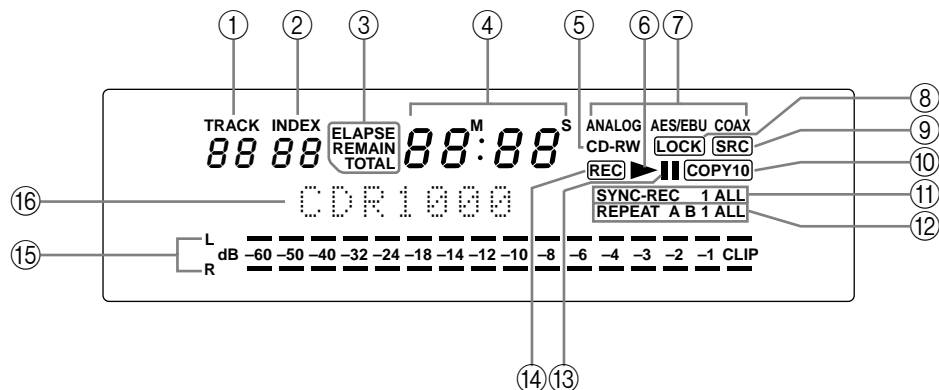 ① ② ③ ④ ⑤ ⑥ ⑦
⑧
⑨
⑩
⑪
⑫
TRACK INDEX ELAPSE M S ANALOG AES/EBU COAX
88 88 REMAIN 88:88 CD-RW LOCK SRC
TOTAL REC COPY10
⑯ CDR1000 SYNC-REC 1 ALL
REPEAT A B 1 ALL
⑮ L
dB –60 –50 –40 –32 –24 –18 –14 –12 –10 –8 –6 –4 –3 –2 –1 CLIP
R
⑭ ⑬